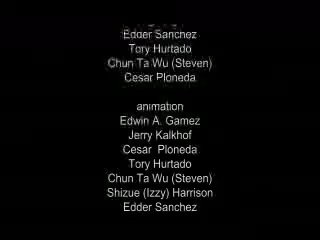 Edder Sanchez
Tory Hurtado
Chun Ta Wu (Steven)
Cesar Ploneda
animation
Edwin A. Gamez
Jerry Kalkhof
Cesar Ploneda
Tory Hurtado
Chun Ta Wu (Steven)
Shizue (Izzy) Harrison
Edder Sanchez